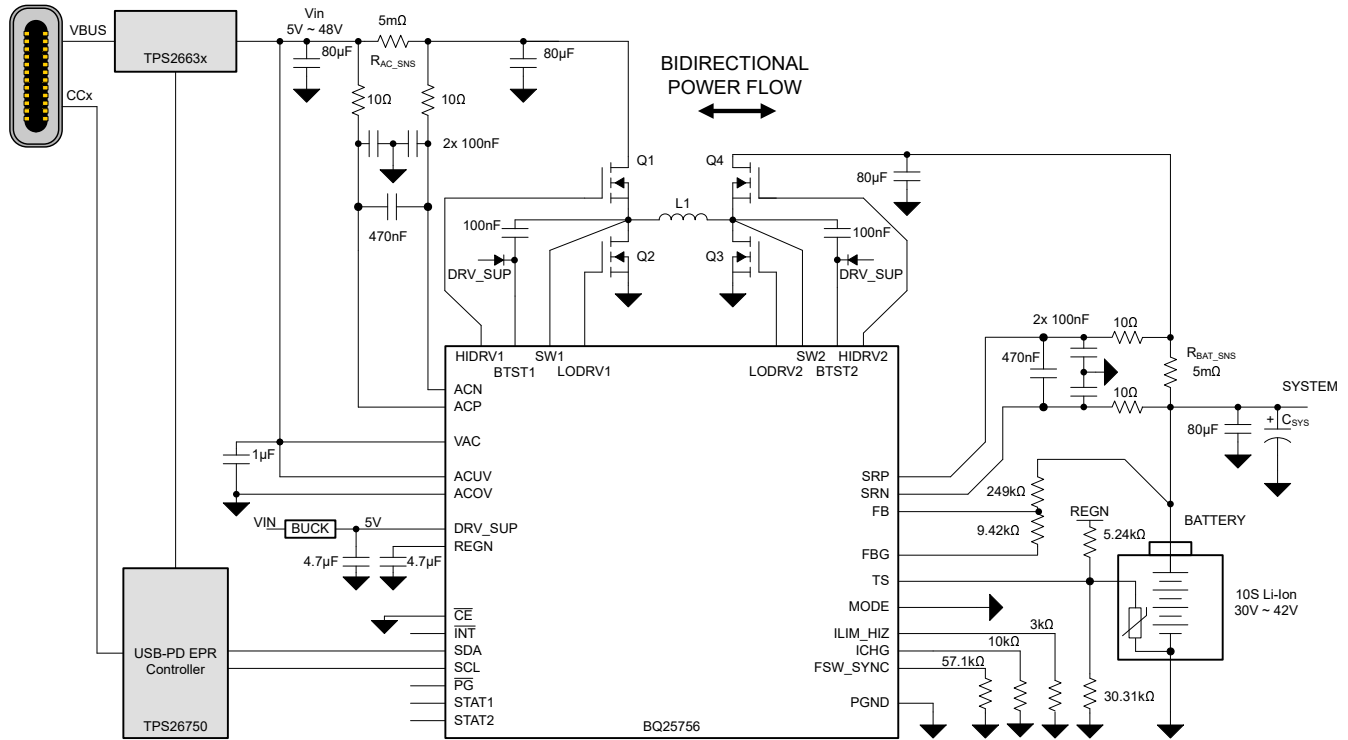 VBUS
TPS2663x
CCx
Vin
5V ~ 48V
5mΩ
80µF
R_AC_SNS
80µF
10Ω
10Ω
2x 100nF
470nF
BIDIRECTIONAL
POWER FLOW
Q1
Q4
80µF
L1
100nF
100nF
Q2
Q3
DRV_SUP
DRV_SUP
HIDRV1
BTST1
SW1
LODRV1
LODRV2
SW2
BTST2
HIDRV2
2x 100nF
10Ω
470nF
R_BAT_SNS
5mΩ
10Ω
SYSTEM
80µF
+ C_SYS
ACN
ACP
VAC
1µF
ACUV
ACOV
VIN
BUCK
5V
DRV_SUP
REGN
4.7µF
4.7µF
CE
INT
SDA
SCL
PG
STAT1
STAT2
USB-PD EPR
Controller
TPS26750
BQ25756
SRP
SRN
FB
FBG
TS
MODE
ILIM_HIZ
ICHG
FSW_SYNC
PGND
249kΩ
9.42kΩ
REGN
5.24kΩ
BATTERY
10S Li-Ion
30V ~ 42V
3kΩ
10kΩ
57.1kΩ
30.31kΩ